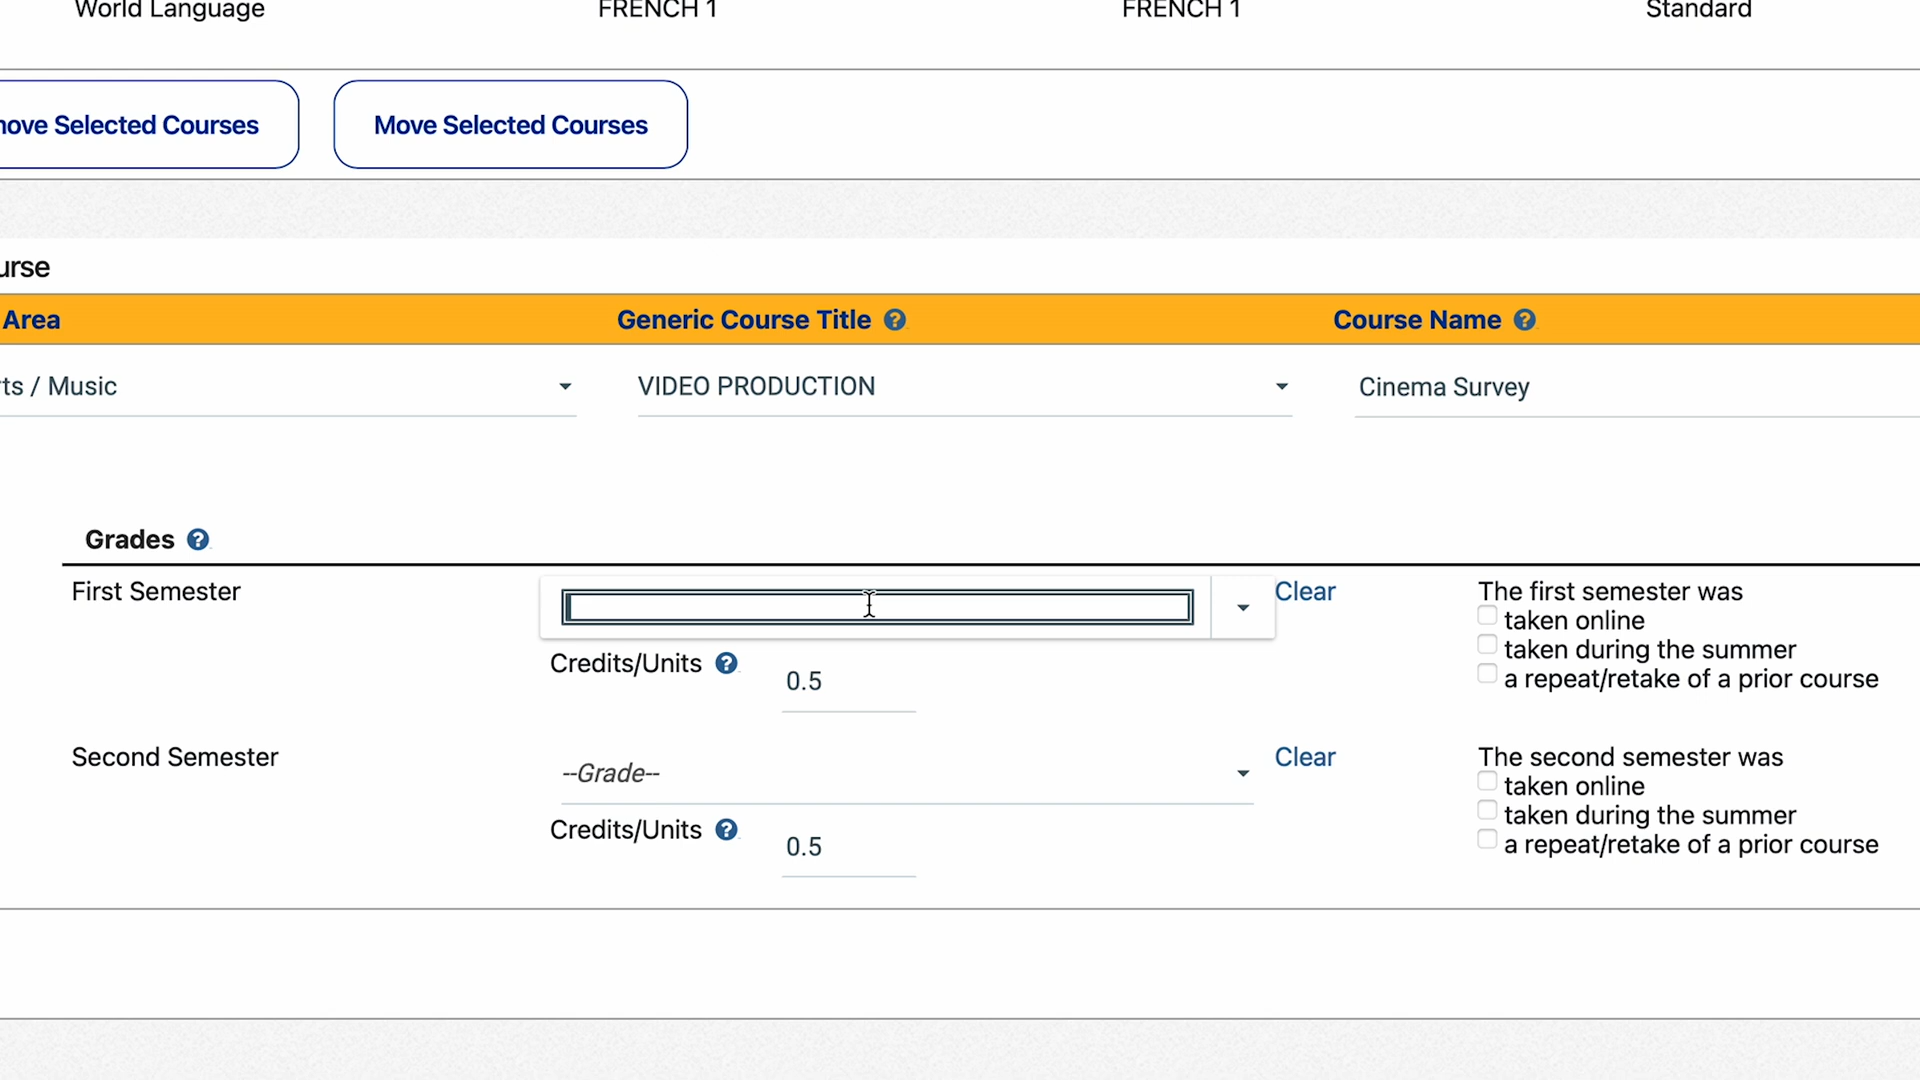 World Language FRENCH 1 FRENCH 1 Standard
ove Selected Courses Move Selected Courses
urse
Area Generic Course Title ? Course Name ?
ts / Music VIDEO PRODUCTION Cinema Survey
Grades ?
First Semester Clear The first semester was
taken online
taken during the summer
a repeat/retake of a prior course
Credits/Units ? 0.5
Second Semester --Grade-- Clear The second semester was
taken online
taken during the summer
a repeat/retake of a prior course
Credits/Units ? 0.5